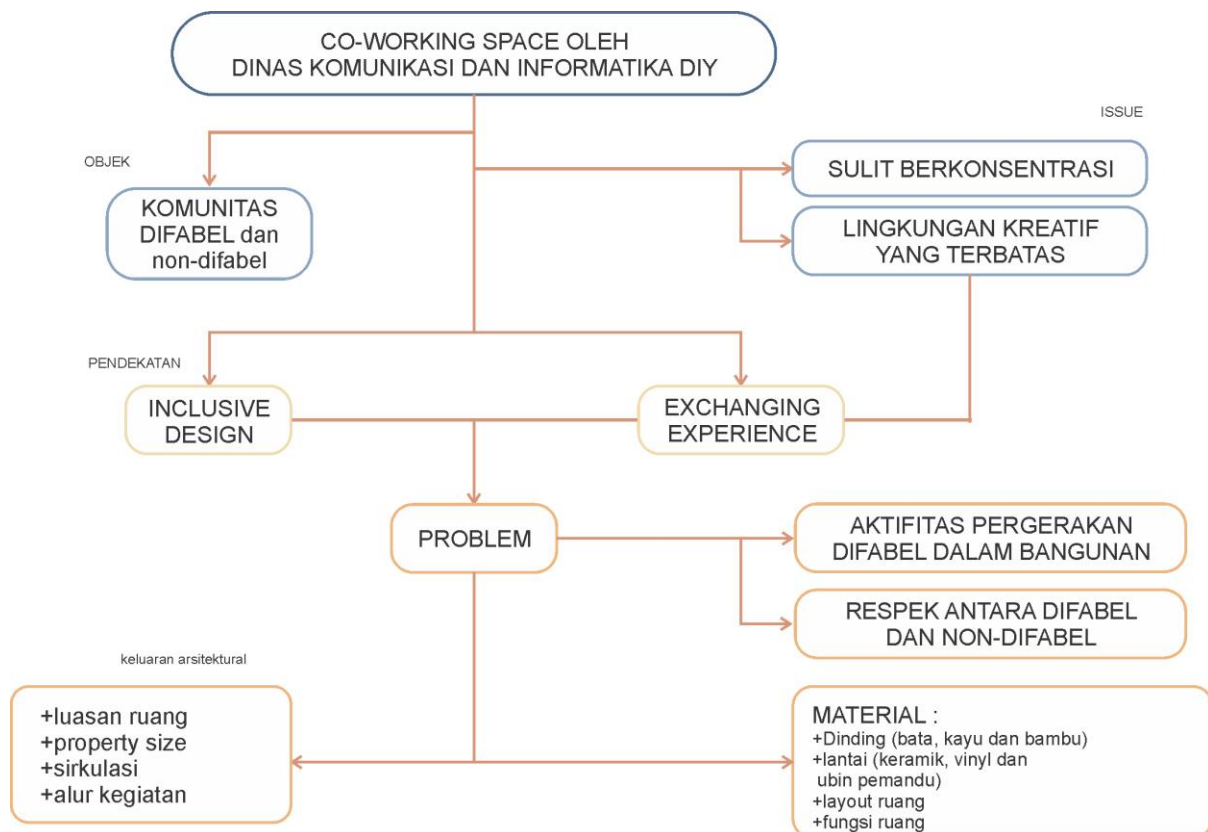 CO-WORKING SPACE OLEH
DINAS KOMUNIKASI DAN INFORMATIKA DIY
ISSUE
OBJEK
SULIT BERKONSENTRASI
KOMUNITAS
DIFABEL dan
non-difabel
LINGKUNGAN KREATIF
YANG TERBATAS
PENDEKATAN
INCLUSIVE
DESIGN
EXCHANGING
EXPERIENCE
PROBLEM
AKTIFITAS PERGERAKAN
DIFABEL DALAM BANGUNAN
RESPEK ANTARA DIFABEL
DAN NON-DIFABEL
keluaran arsitektural
+luasan ruang
+property size
+sirkulasi
+alur kegiatan
MATERIAL :
+Dinding (bata, kayu dan bambu)
+lantai (keramik, vinyl dan
ubin pemandu)
+layout ruang
+fungsi ruang